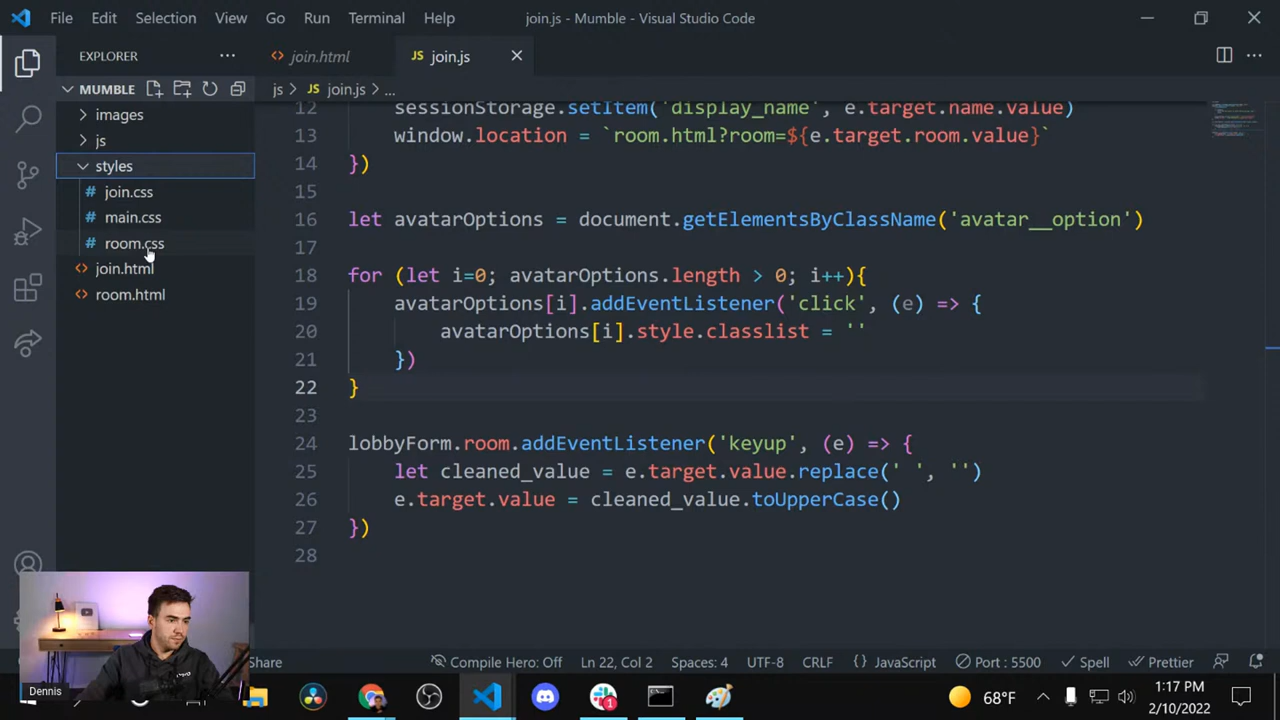 File Edit Selection View Go Run Terminal Help join.js - Mumble - Visual Studio Code
EXPLORER
MUMBLE
images
js
styles
# join.css
# main.css
# room.css
<> join.html
<> room.html
<> join.html JS join.js
js > JS join.js > ...
12 sessionStorage.setItem('display_name', e.target.name.value)
13 window.location = `room.html?room=${e.target.room.value}`
14 })
15
16 let avatarOptions = document.getElementsByClassName('avatar__option')
17
18 for (let i=0; avatarOptions.length > 0; i++){
19 avatarOptions[i].addEventListener('click', (e) => {
20 avatarOptions[i].style.classlist = ''
21 })
22 }
23
24 lobbyForm.room.addEventListener('keyup', (e) => {
25 let cleaned_value = e.target.value.replace(' ', '')
26 e.target.value = cleaned_value.toUpperCase()
27 })
28
Dennis
Share Compile Hero: Off Ln 22, Col 2 Spaces: 4 UTF-8 CRLF {} JavaScript Port : 5500 Spell Prettier
1 68°F 1:17 PM
2/10/2022